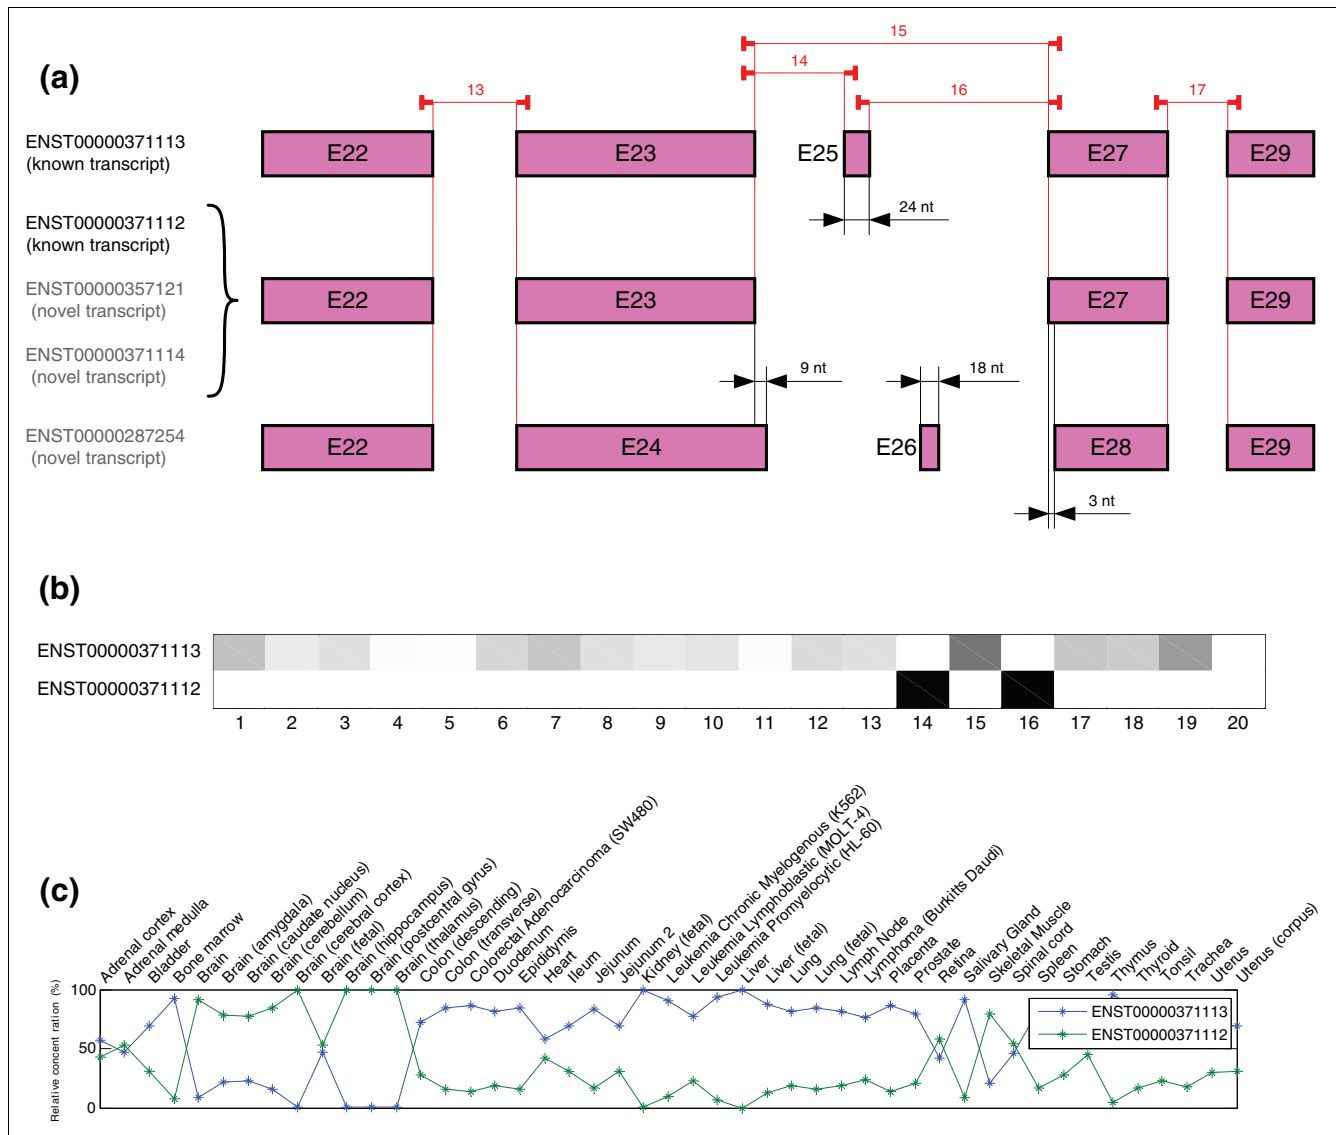 (a)
15
14
13
16
17
ENST00000371113
(known transcript)
E22
E23
E25
E27
E29
24 nt
ENST00000371112
(known transcript)
ENST00000357121
(novel transcript)
E22
E23
E27
E29
ENST00000371114
(novel transcript)
9 nt
18 nt
ENST00000287254
(novel transcript)
E22
E24
E26
E28
E29
3 nt
(b)
ENST00000371113
ENST00000371112
1 2 3 4 5 6 7 8 9 10 11 12 13 14 15 16 17 18 19 20
(c)
Adrenal cortex
Adrenal medulla
Bladder
Bone marrow
Brain
Brain (amygdala)
Brain (caudate nucleus)
Brain (cerebellum)
Brain (cerebral cortex)
Brain (fetal)
Brain (hippocampus)
Brain (postcentral gyrus)
Brain (thalamus)
Colon (descending)
Colon (transverse)
Colorectal Adenocarcinoma (SW480)
Duodenum
Epididymis
Heart
Ileum
Jejunum
Jejunum 2
Kidney (fetal)
Leukemia Chronic Myelogenous (K562)
Leukemia Lymphoblastic (MOLT-4)
Leukemia Promyelocytic (HL-60)
Liver
Liver (fetal)
Lung
Lung (fetal)
Lymph Node
Lymphoma (Burkitts Daudi)
Placenta
Prostate
Retina
Salivary Gland
Skeletal Muscle
Spinal cord
Spleen
Stomach
Testis
Thymus
Thyroid
Tonsil
Trachea
Uterus
Uterus (corpus)
Relative concent ration (%)
100
50
0
ENST00000371113
ENST00000371112